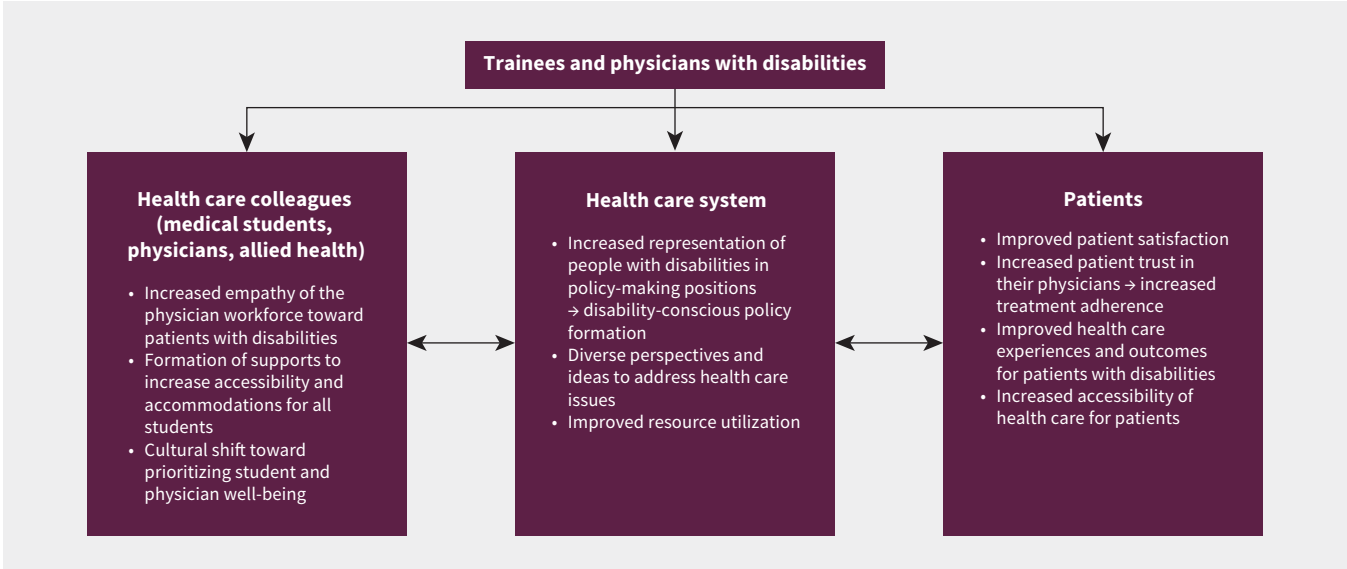 Trainees and physicians with disabilities
Health care colleagues
(medical students,
physicians, allied health)
• Increased empathy of the
physician workforce toward
patients with disabilities
• Formation of supports to
increase accessibility and
accommodations for all
students
• Cultural shift toward
prioritizing student and
physician well-being
Health care system
• Increased representation of
people with disabilities in
policy-making positions
→ disability-conscious policy
formation
• Diverse perspectives and
ideas to address health care
issues
• Improved resource utilization
Patients
• Improved patient satisfaction
• Increased patient trust in
their physicians → increased
treatment adherence
• Improved health care
experiences and outcomes
for patients with disabilities
• Increased accessibility of
health care for patients